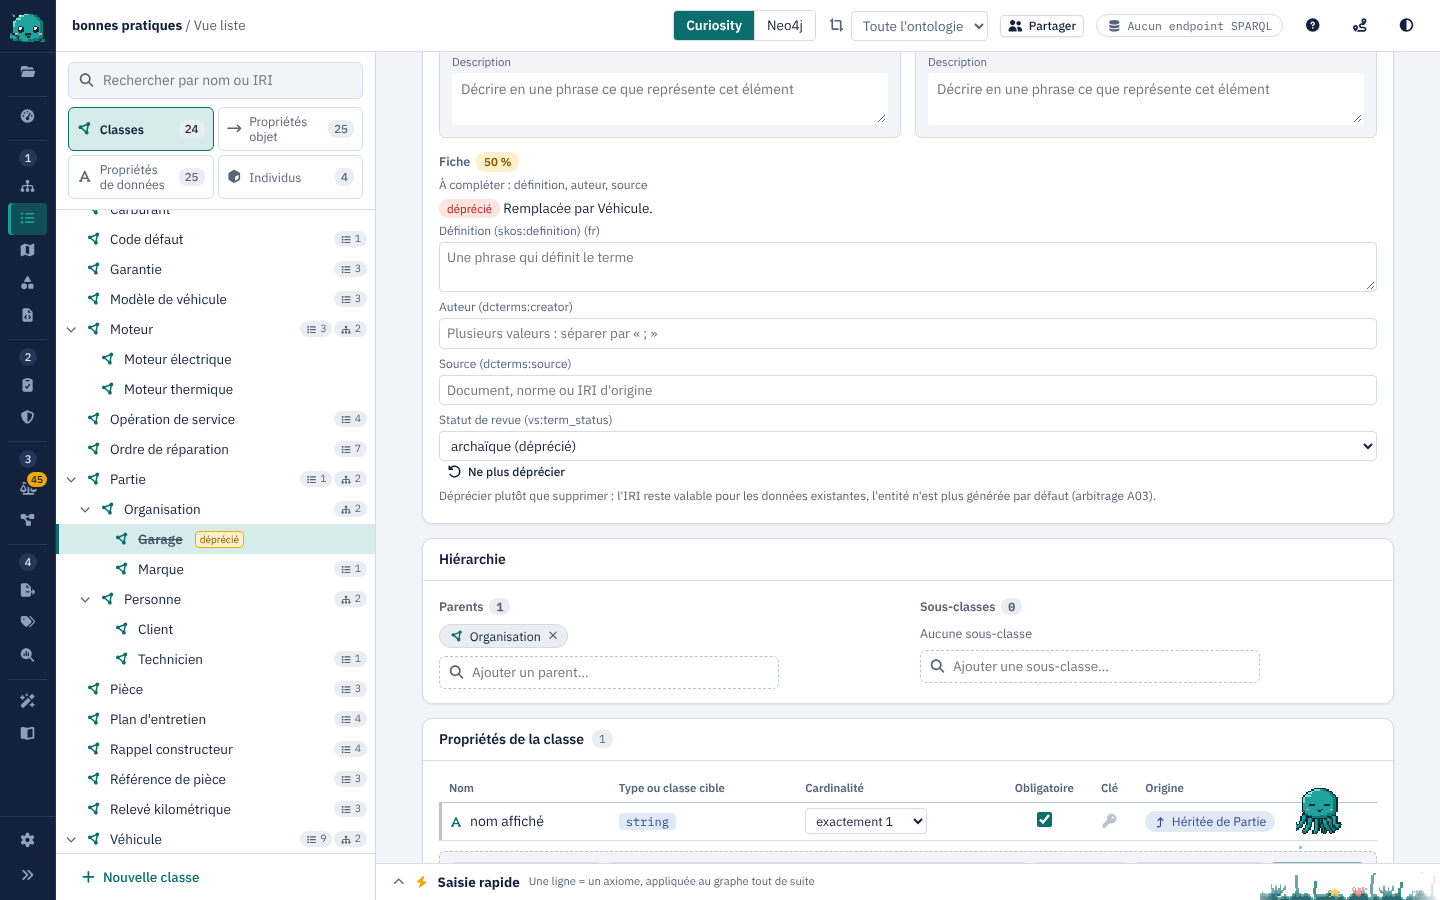 bonnes pratiques / Vue liste
Curiosity
Neo4j
Toute l'ontologie
Partager
Aucun endpoint SPARQL
Rechercher par nom ou IRI
Classes 24
Propriétés objet 25
Propriétés de données 25
Individus 4
1
2
3
45
4
Carburant
Code défaut 1
Garantie 3
Modèle de véhicule 3
Moteur 3 2
Moteur électrique
Moteur thermique
Opération de service 4
Ordre de réparation 7
Partie 1 2
Organisation 2
Garage déprécié
Marque 1
Personne 2
Client
Technicien 1
Pièce 3
Plan d'entretien 4
Rappel constructeur 4
Référence de pièce 3
Relevé kilométrique 3
Véhicule 9 2
Nouvelle classe
Description
Décrire en une phrase ce que représente cet élément
Description
Décrire en une phrase ce que représente cet élément
Fiche 50 %
À compléter : définition, auteur, source
déprécié Remplacée par Véhicule.
Définition (skos:definition) (fr)
Une phrase qui définit le terme
Auteur (dcterms:creator)
Plusieurs valeurs : séparer par « ; »
Source (dcterms:source)
Document, norme ou IRI d'origine
Statut de revue (vs:term_status)
archaïque (déprécié)
Ne plus déprécier
Déprécier plutôt que supprimer : l'IRI reste valable pour les données existantes, l'entité n'est plus générée par défaut (arbitrage A03).
Hiérarchie
Parents 1
Organisation ×
Ajouter un parent...
Sous-classes 0
Aucune sous-classe
Ajouter une sous-classe...
Propriétés de la classe 1
Nom Type ou classe cible Cardinalité Obligatoire Clé Origine
A nom affiché string exactement 1 Héritée de Partie
Saisie rapide Une ligne = un axiome, appliquée au graphe tout de suite